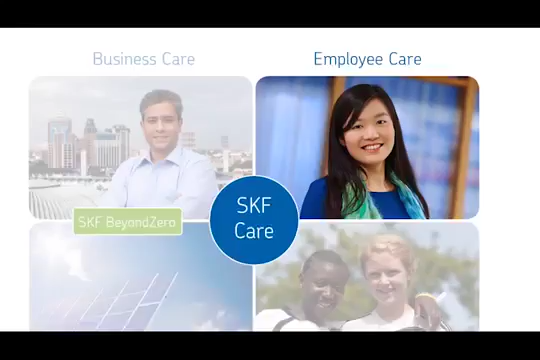 Business Care
Employee Care
SKF BeyondZero
SKF
Care